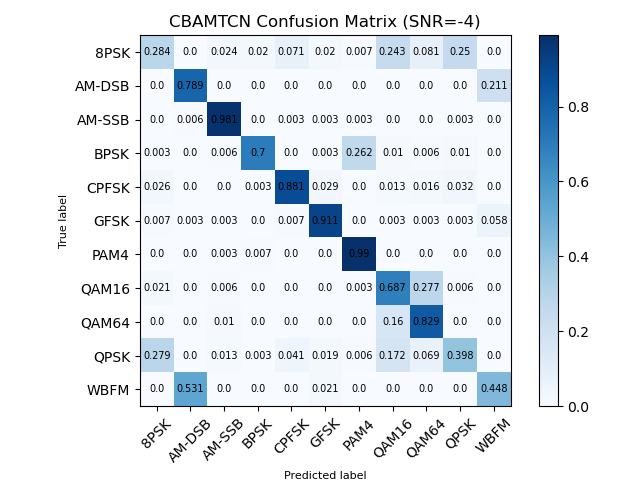 CBAMTCN Confusion Matrix (SNR=-4)
8PSK 0.284 0.0 0.024 0.02 0.071 0.02 0.007 0.243 0.081 0.25 0.0
AM-DSB 0.0 0.789 0.0 0.0 0.0 0.0 0.0 0.0 0.0 0.0 0.211
AM-SSB 0.0 0.006 0.981 0.0 0.003 0.003 0.003 0.0 0.0 0.003 0.0
BPSK 0.003 0.0 0.006 0.7 0.0 0.003 0.262 0.01 0.006 0.01 0.0
CPFSK 0.026 0.0 0.0 0.003 0.881 0.029 0.0 0.013 0.016 0.032 0.0
GFSK 0.007 0.003 0.003 0.0 0.007 0.911 0.0 0.003 0.003 0.003 0.058
PAM4 0.0 0.0 0.003 0.007 0.0 0.0 0.99 0.0 0.0 0.0 0.0
QAM16 0.021 0.0 0.006 0.0 0.0 0.0 0.003 0.687 0.277 0.006 0.0
QAM64 0.0 0.0 0.01 0.0 0.0 0.0 0.0 0.16 0.829 0.0 0.0
QPSK 0.279 0.0 0.013 0.003 0.041 0.019 0.006 0.172 0.069 0.398 0.0
WBFM 0.0 0.531 0.0 0.0 0.0 0.021 0.0 0.0 0.0 0.0 0.448
8PSK AM-DSB AM-SSB BPSK CPFSK GFSK PAM4 QAM16 QAM64 QPSK WBFM
Predicted label
True label
0.8
0.6
0.4
0.2
0.0